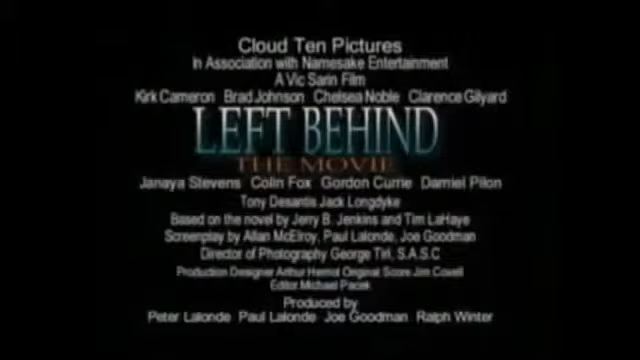 Cloud Ten Pictures
In Association with Namesake Entertainment
A Vic Sarin Film
Kirk Cameron Brad Johnson Chelsea Noble Clarence Gilyard
LEFT BEHIND
THE MOVIE
Janaya Stevens Colin Fox Gordon Currie Daniel Pilon
Tony Desantis Jack Longdyke
Based on the novel by Jerry B. Jenkins and Tim LaHaye
Screenplay by Allan McElroy, Paul Lalonde, Joe Goodman
Director of Photography George Tirl, S.A.S.C
Production Designer Arthur Original Score Jim Covell
Editor Michael Pacek
Produced by
Peter Lalonde Paul Lalonde Joe Goodman Ralph Winter